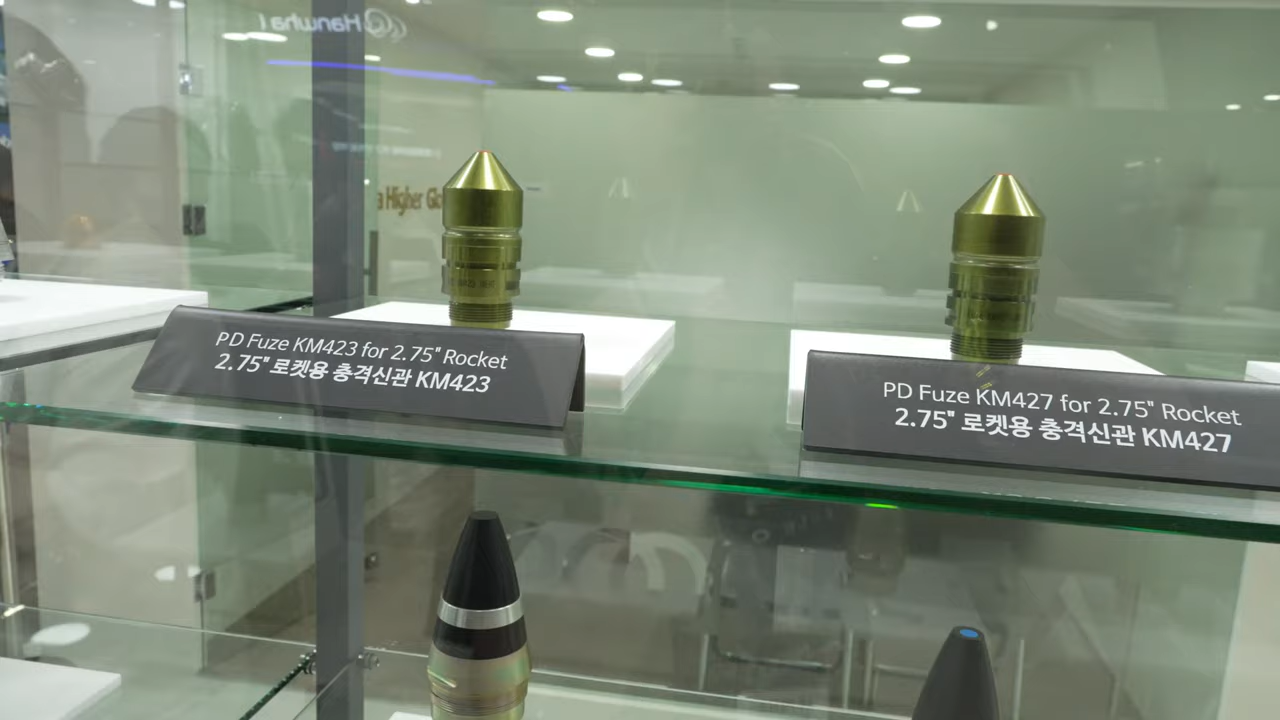 Hanwha
a Higher Glo
PD Fuze KM423 for 2.75" Rocket
2.75" 로켓용 충격신관 KM423
PD Fuze KM427 for 2.75" Rocket
2.75" 로켓용 충격신관 KM427